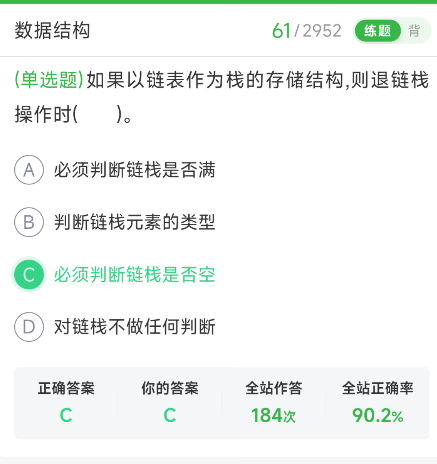 数据结构 61/2952 练题 背
(单选题)如果以链表作为栈的存储结构,则退链栈
操作时( )。
A 必须判断链栈是否满
B 判断链栈元素的类型
C 必须判断链栈是否空
D 对链栈不做任何判断
正确答案 你的答案 全站作答 全站正确率
C C 184次 90.2%